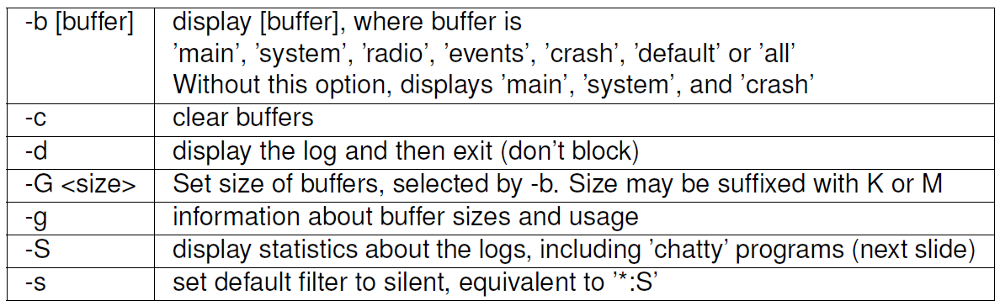 -b [buffer] display [buffer], where buffer is
’main’, ’system’, ’radio’, ’events’, ’crash’, ’default’ or ’all’
Without this option, displays ’main’, ’system’, and ’crash’
-c clear buffers
-d display the log and then exit (don’t block)
-G <size> Set size of buffers, selected by -b. Size may be suffixed with K or M
-g information about buffer sizes and usage
-S display statistics about the logs, including ’chatty’ programs (next slide)
-s set default filter to silent, equivalent to ’*:S’